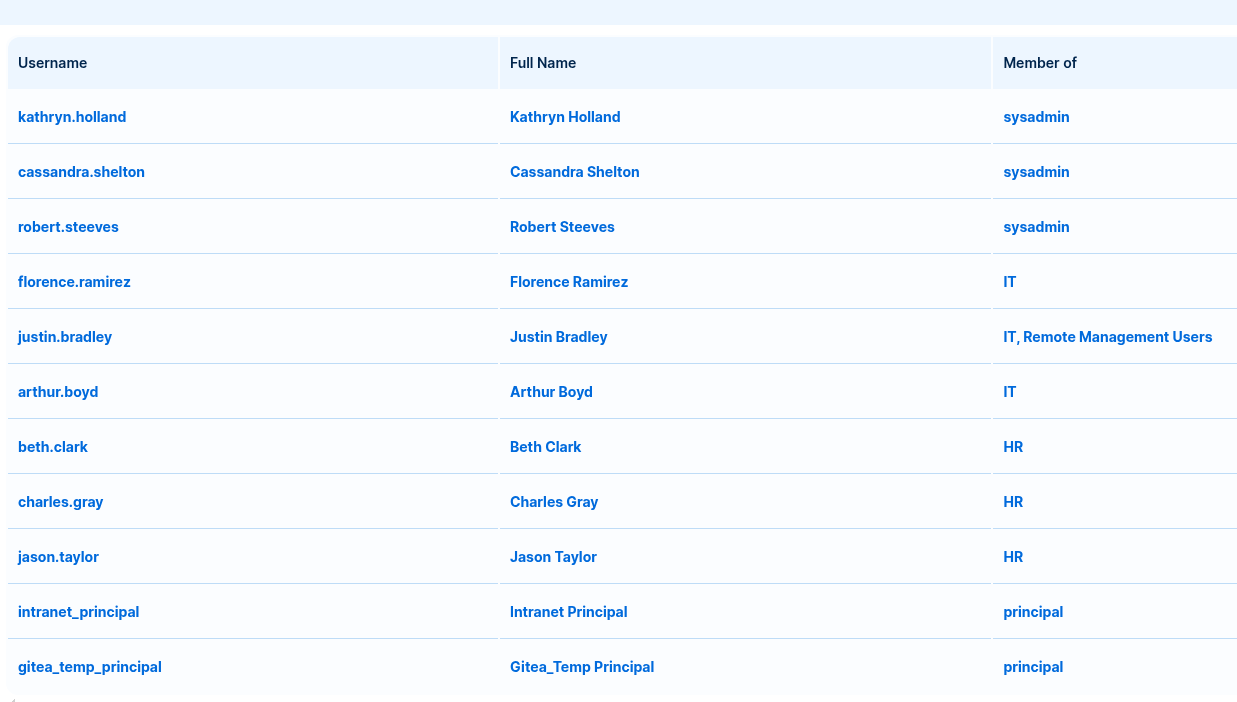 Username Full Name Member of
kathryn.holland Kathryn Holland sysadmin
cassandra.shelton Cassandra Shelton sysadmin
robert.steeves Robert Steeves sysadmin
florence.ramirez Florence Ramirez IT
justin.bradley Justin Bradley IT, Remote Management Users
arthur.boyd Arthur Boyd IT
beth.clark Beth Clark HR
charles.gray Charles Gray HR
jason.taylor Jason Taylor HR
intranet_principal Intranet Principal principal
gitea_temp_principal Gitea_Temp Principal principal